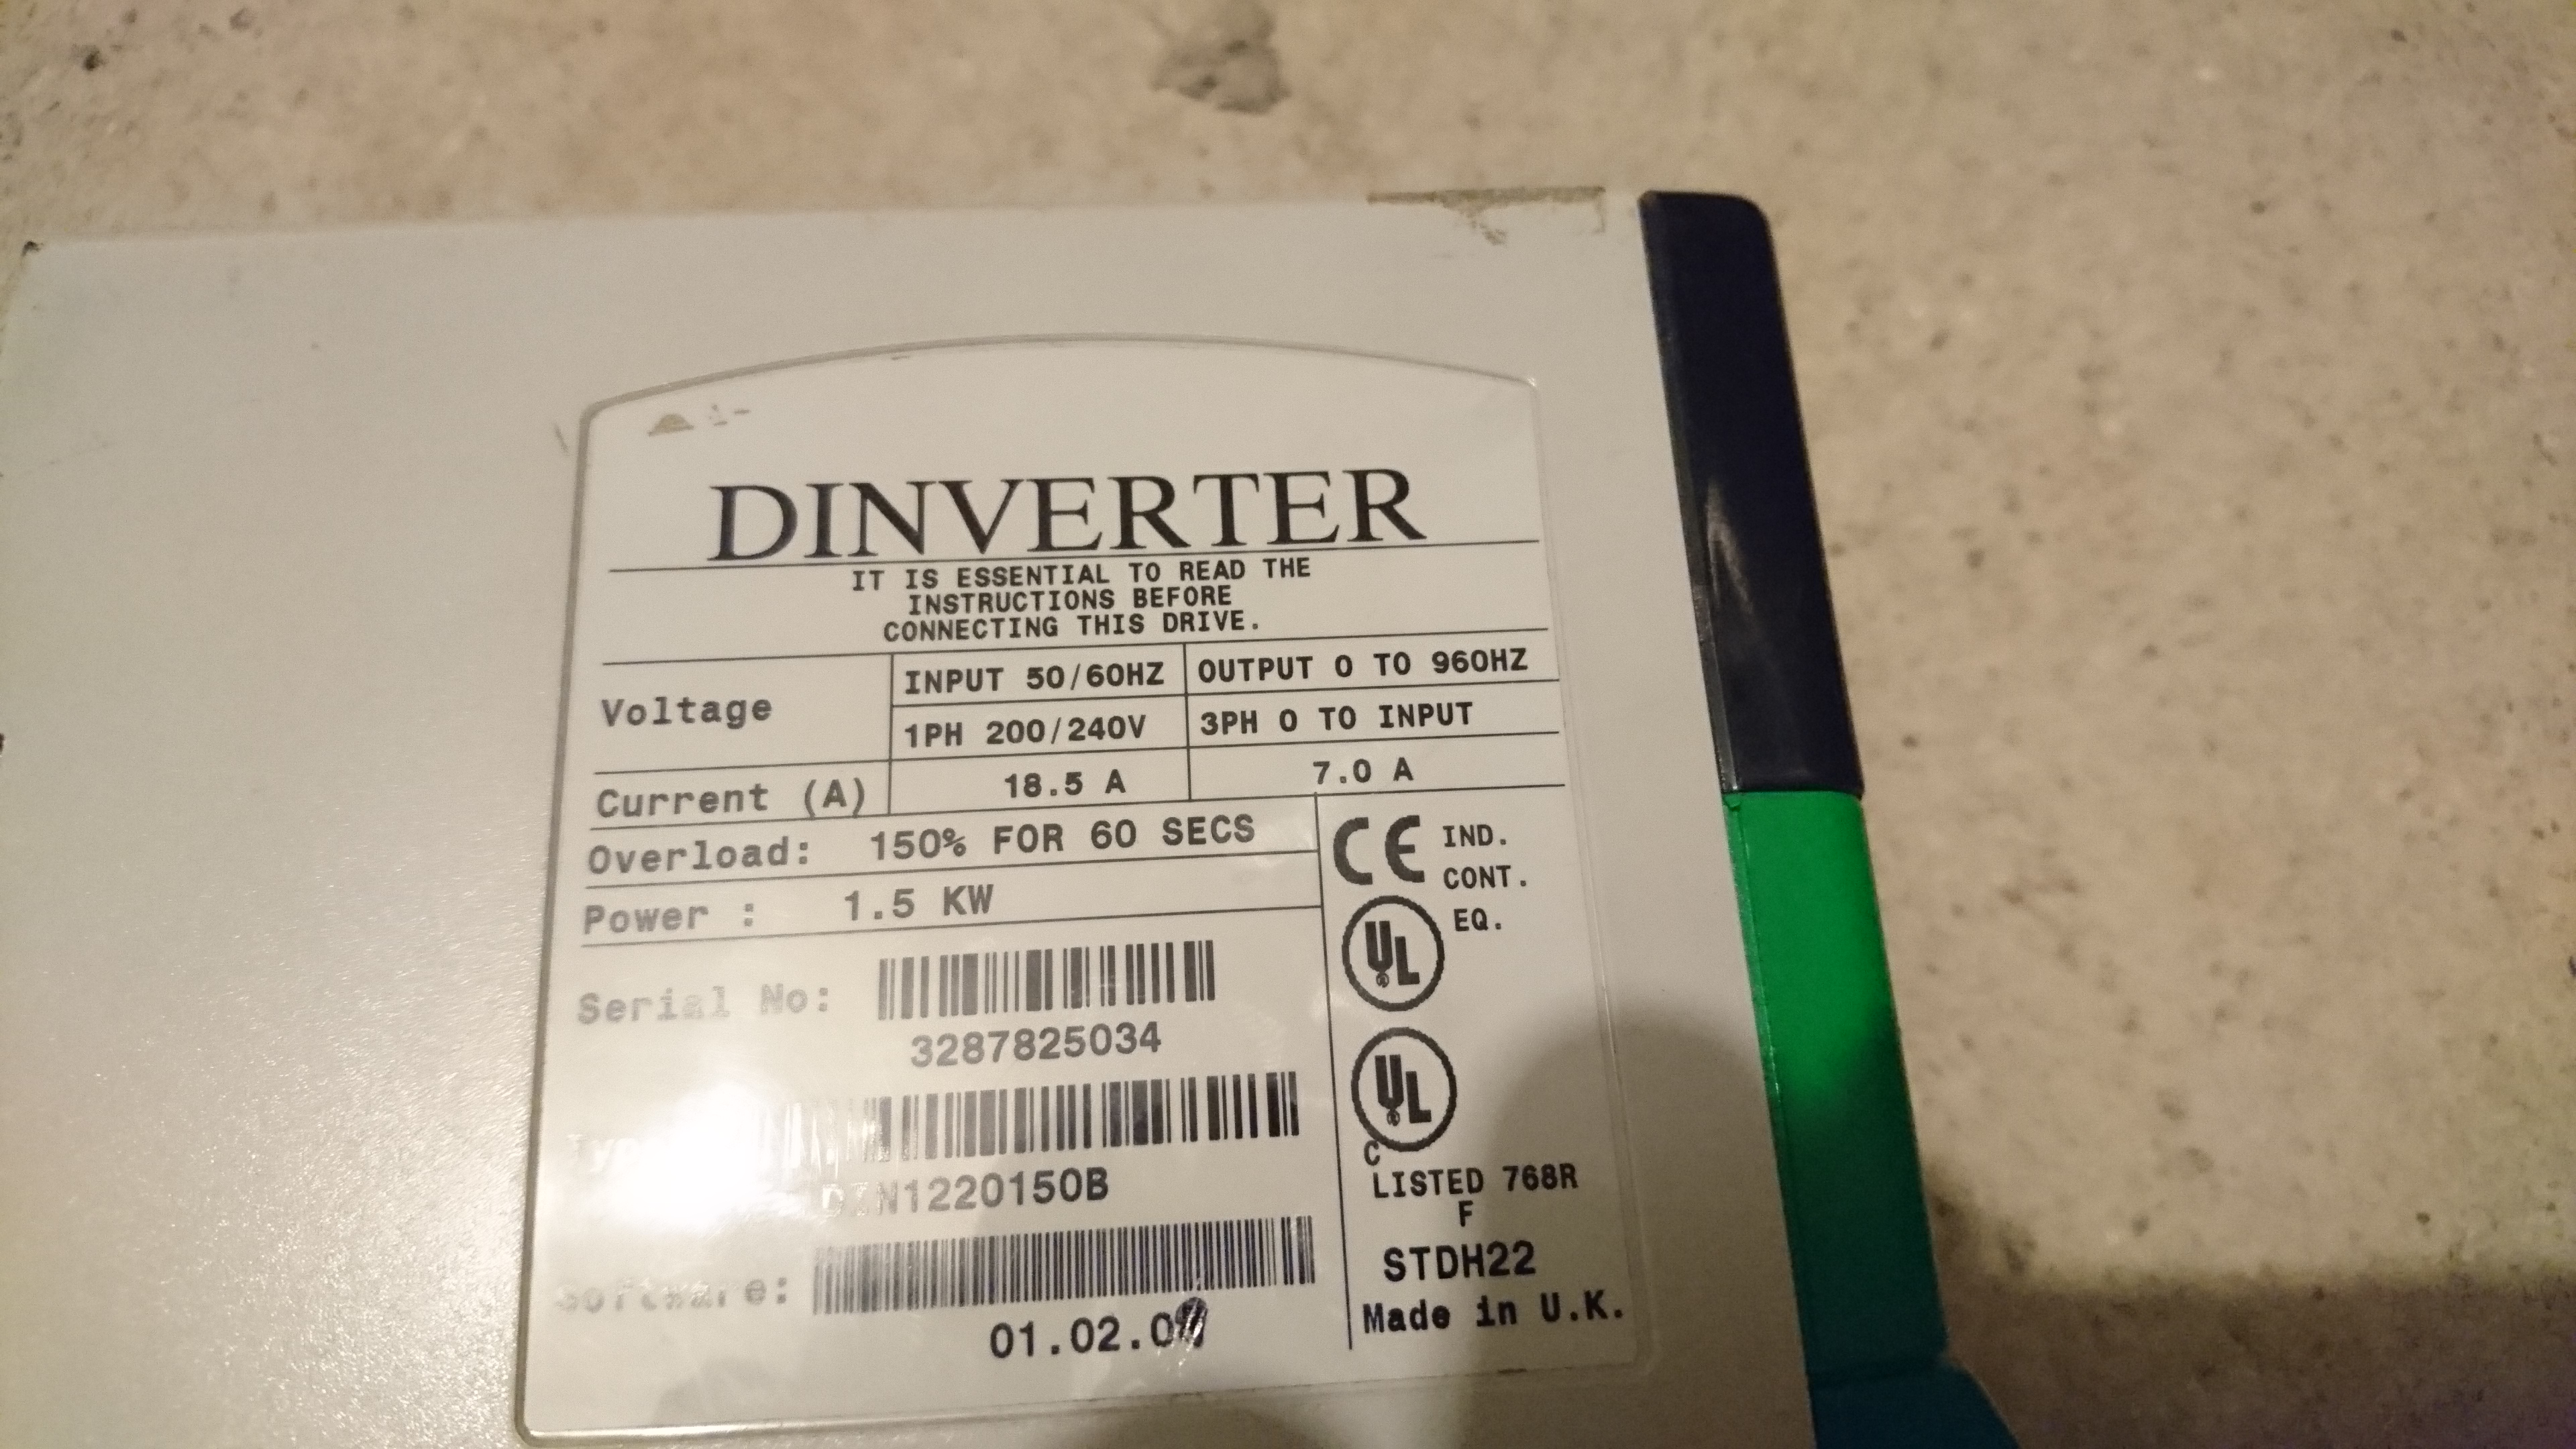 DINVERTER
IT IS ESSENTIAL TO READ THE
INSTRUCTIONS BEFORE
CONNECTING THIS DRIVE.
Voltage
INPUT 50/60HZ OUTPUT 0 TO 960HZ
1PH 200/240V 3PH 0 TO INPUT
Current (A) 18.5 A 7.0 A
Overload: 150% FOR 60 SECS
Power : 1.5 KW
CE IND.
CONT.
EQ.
UL
Serial No:
3287825034
UL
C
DIN1220150B
LISTED 768R
F
Software:
STDH22
01.02.0
Made in U.K.